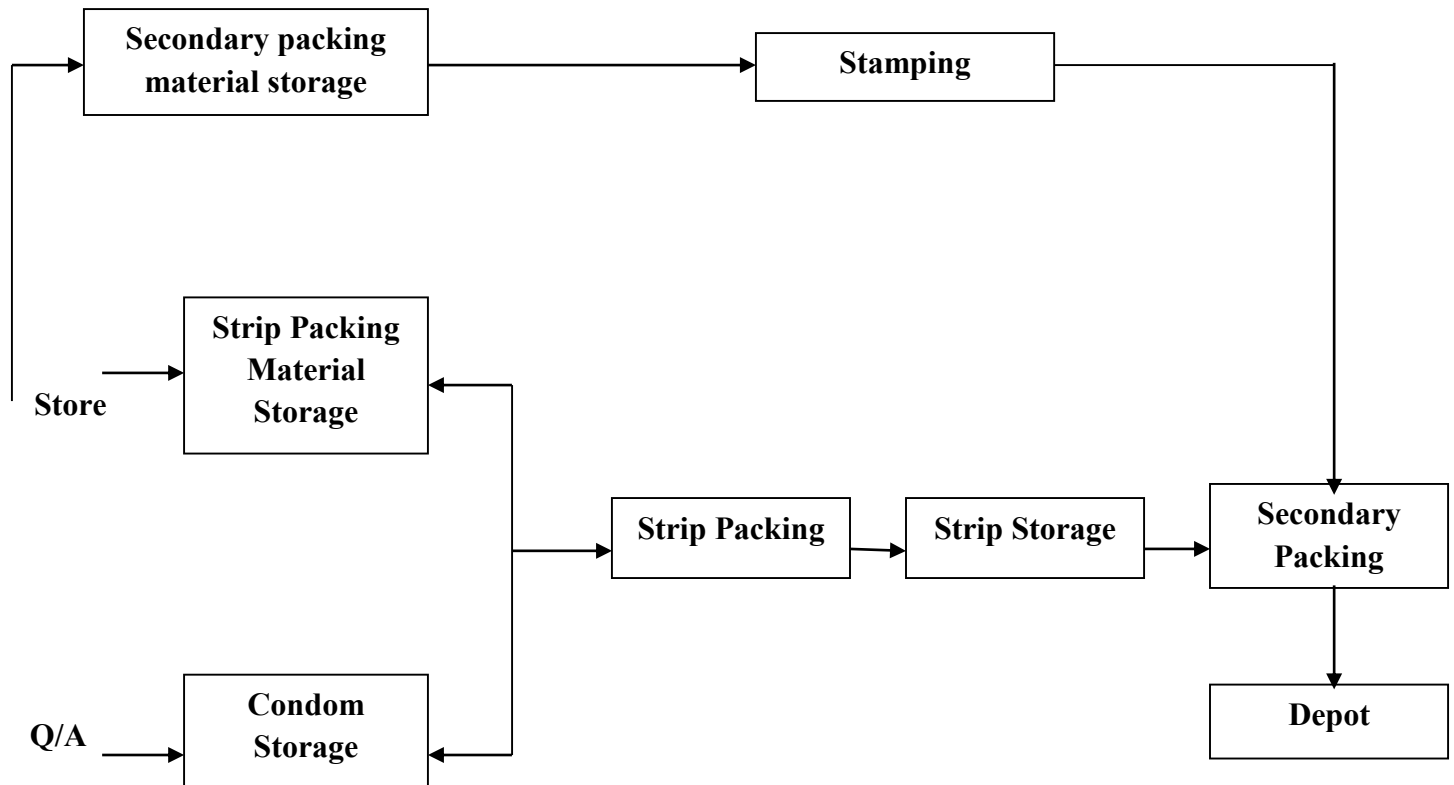 Secondary packing
material storage
Stamping
Strip Packing
Material
Storage
Store
Strip Packing
Strip Storage
Secondary
Packing
Condom
Storage
Q/A
Depot